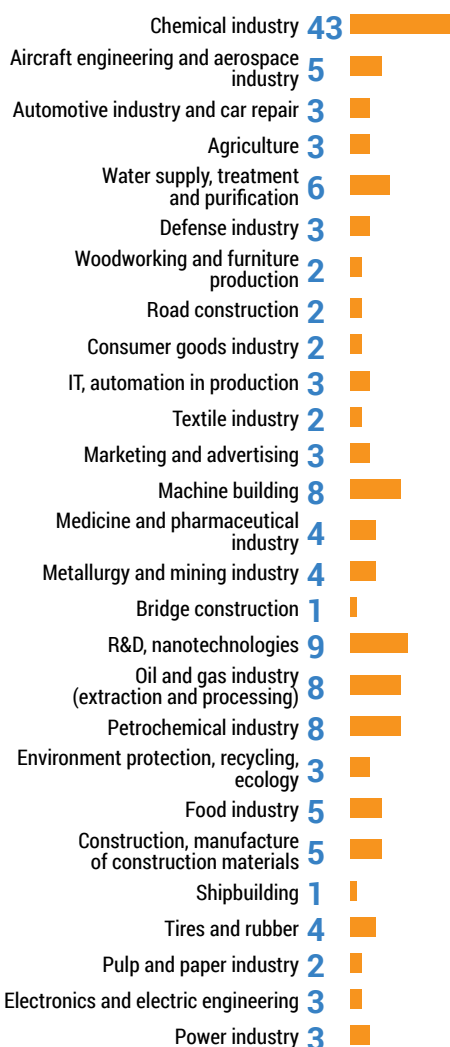 Chemical industry 43
Aircraft engineering and aerospace
industry 5
Automotive industry and car repair 3
Agriculture 3
Water supply, treatment
and purification 6
Defense industry 3
Woodworking and furniture
production 2
Road construction 2
Consumer goods industry 2
IT, automation in production 3
Textile industry 2
Marketing and advertising 3
Machine building 8
Medicine and pharmaceutical
industry 4
Metallurgy and mining industry 4
Bridge construction 1
R&D, nanotechnologies 9
Oil and gas industry
(extraction and processing) 8
Petrochemical industry 8
Environment protection, recycling,
ecology 3
Food industry 5
Construction, manufacture
of construction materials 5
Shipbuilding 1
Tires and rubber 4
Pulp and paper industry 2
Electronics and electric engineering 3
Power industry 3